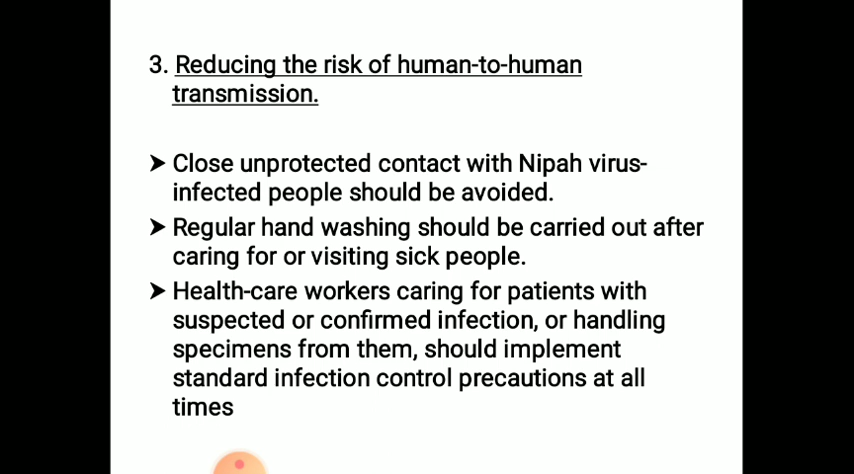 3. Reducing the risk of human-to-human
transmission.
➤ Close unprotected contact with Nipah virus-
infected people should be avoided.
➤ Regular hand washing should be carried out after
caring for or visiting sick people.
➤ Health-care workers caring for patients with
suspected or confirmed infection, or handling
specimens from them, should implement
standard infection control precautions at all
times